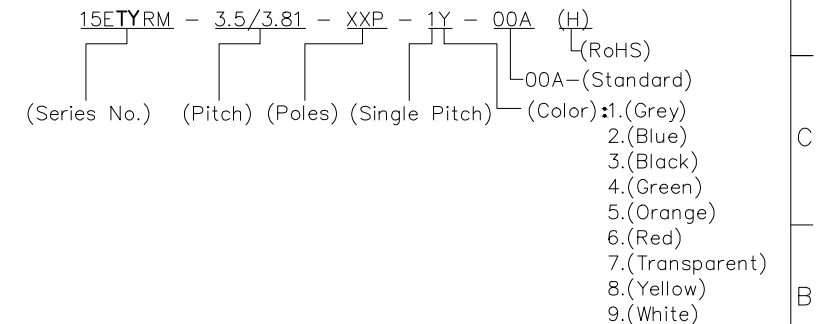 15ETYRM - 3.5/3.81 - XXP - 1Y - 00A (H)
(RoHS)
00A-(Standard)
(Series No.) (Pitch) (Poles) (Single Pitch) (Color):1.(Grey)
2.(Blue)
3.(Black)
4.(Green)
5.(Orange)
6.(Red)
7.(Transparent)
8.(Yellow)
9.(White)
C
B